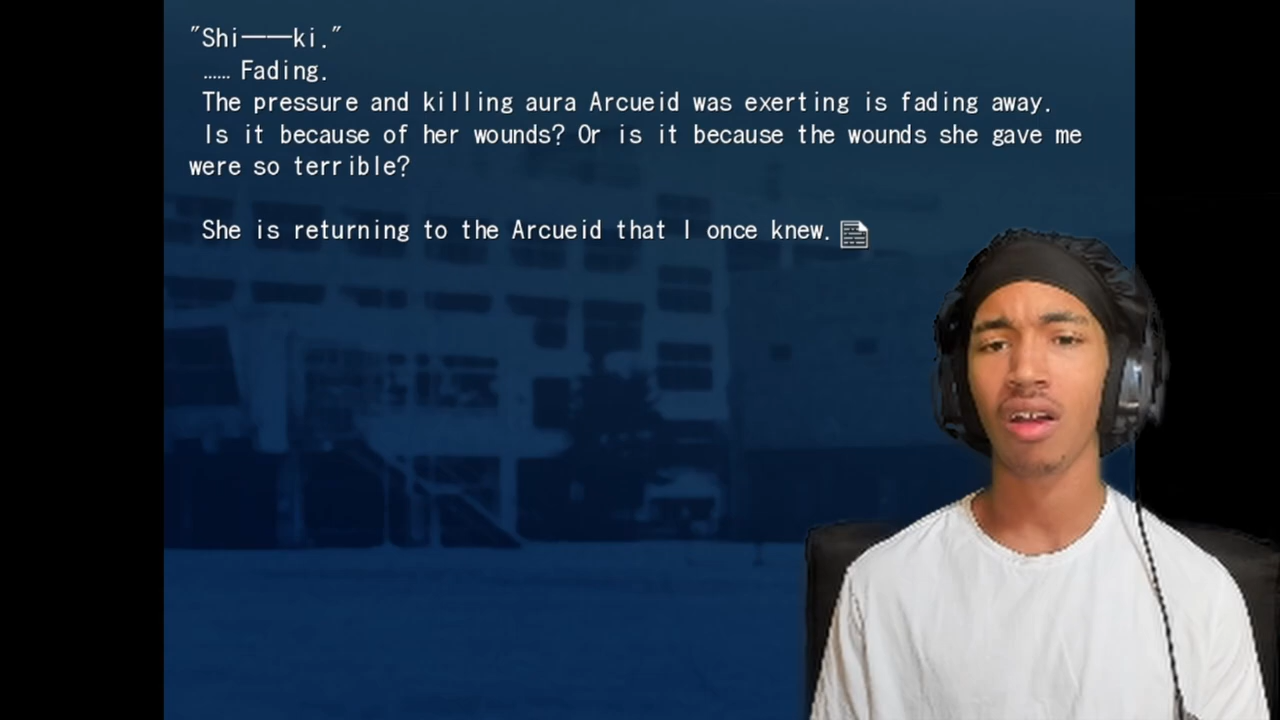 "Shi――ki."
…… Fading.
The pressure and killing aura Arcueid was exerting is fading away.
Is it because of her wounds? Or is it because the wounds she gave me
were so terrible?
She is returning to the Arcueid that I once knew.